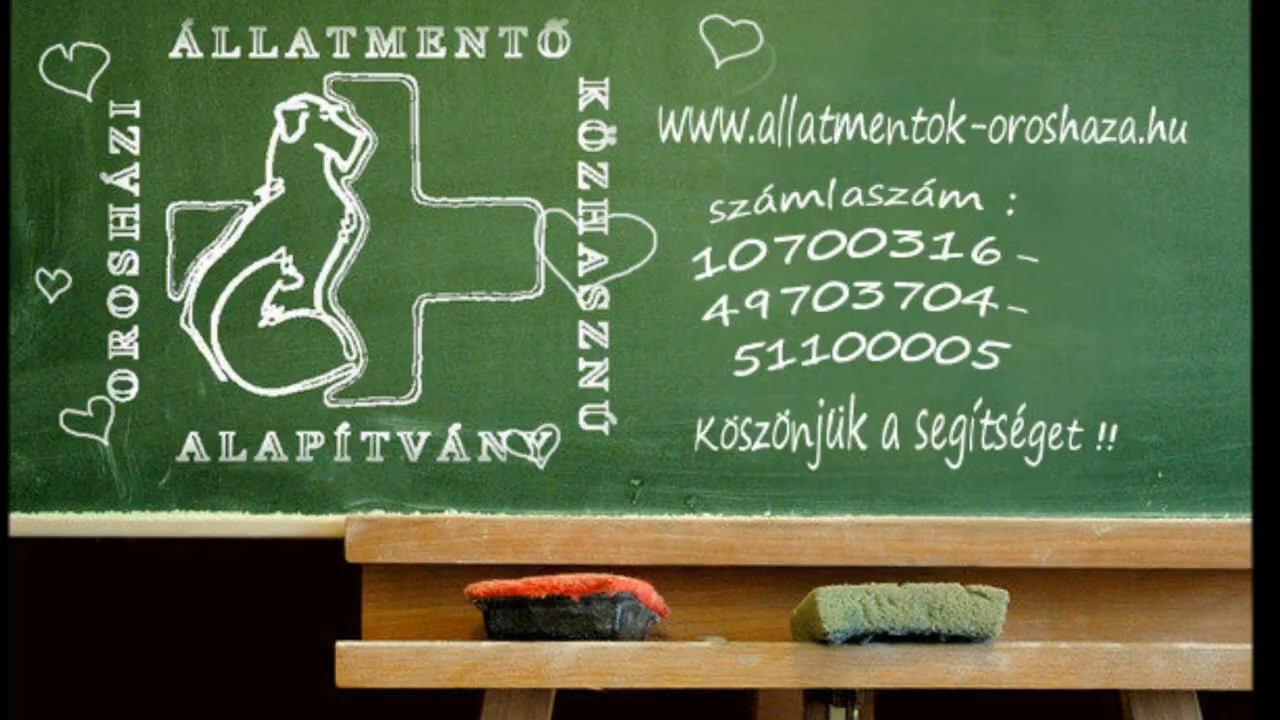 OROSHÁZI
ÁLLATMENTŐ
KÖZHASZNÚ
ALAPÍTVÁNY
www.allatmentok-oroshaza.hu
számlaszám :
10700316 -
49703704-
51100005
Köszönjük a segítséget !!